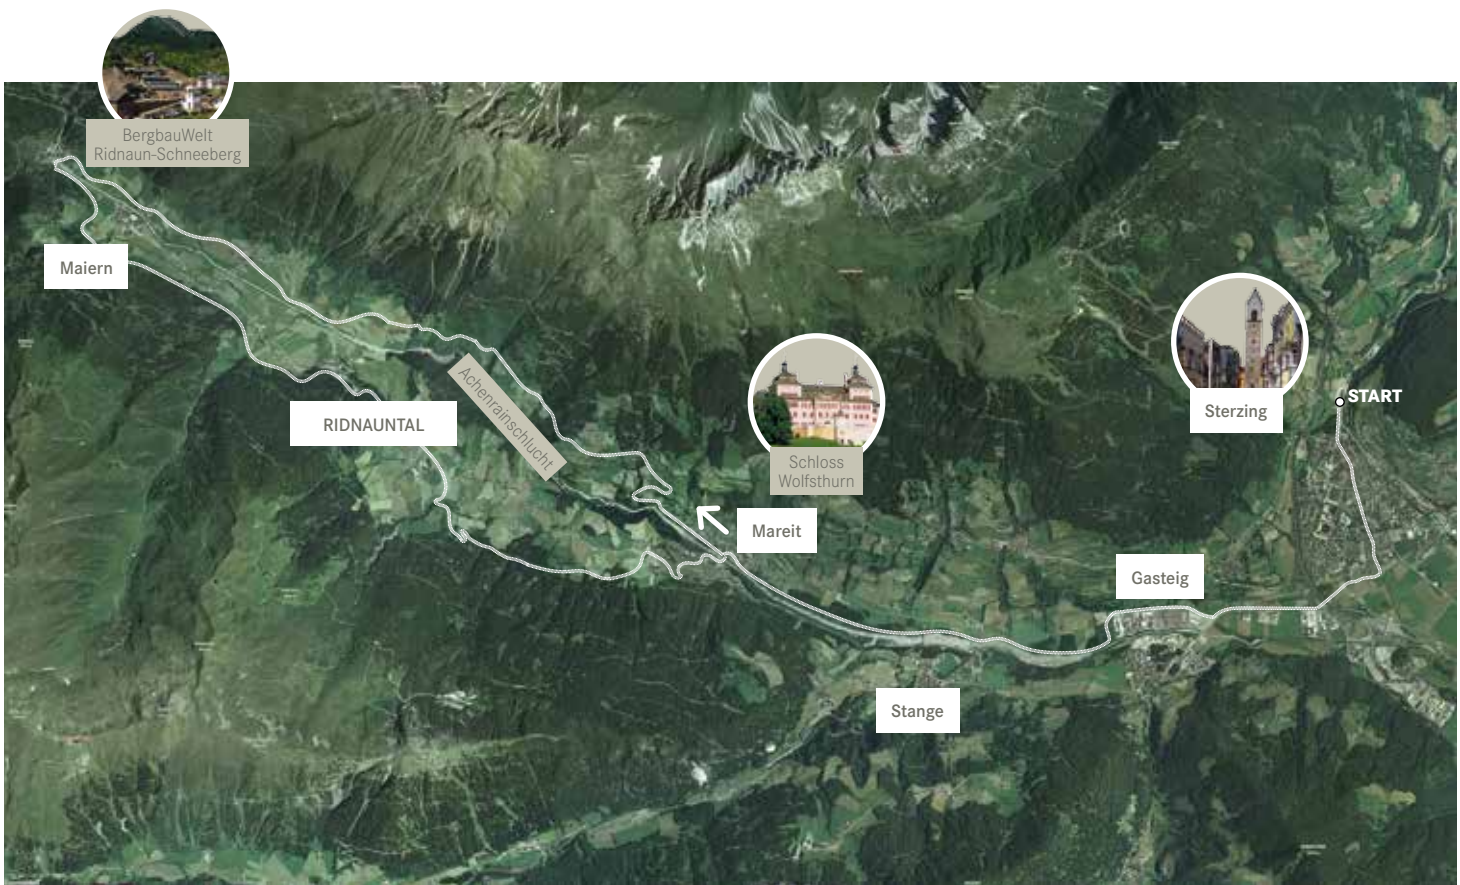 BergbauWelt
Ridnaun-Schneeberg
Maiern
RIDNAUNTAL
Achenrainschlucht
Schloss
Wolfsthurn
Mareit
Sterzing
START
Gasteig
Stange